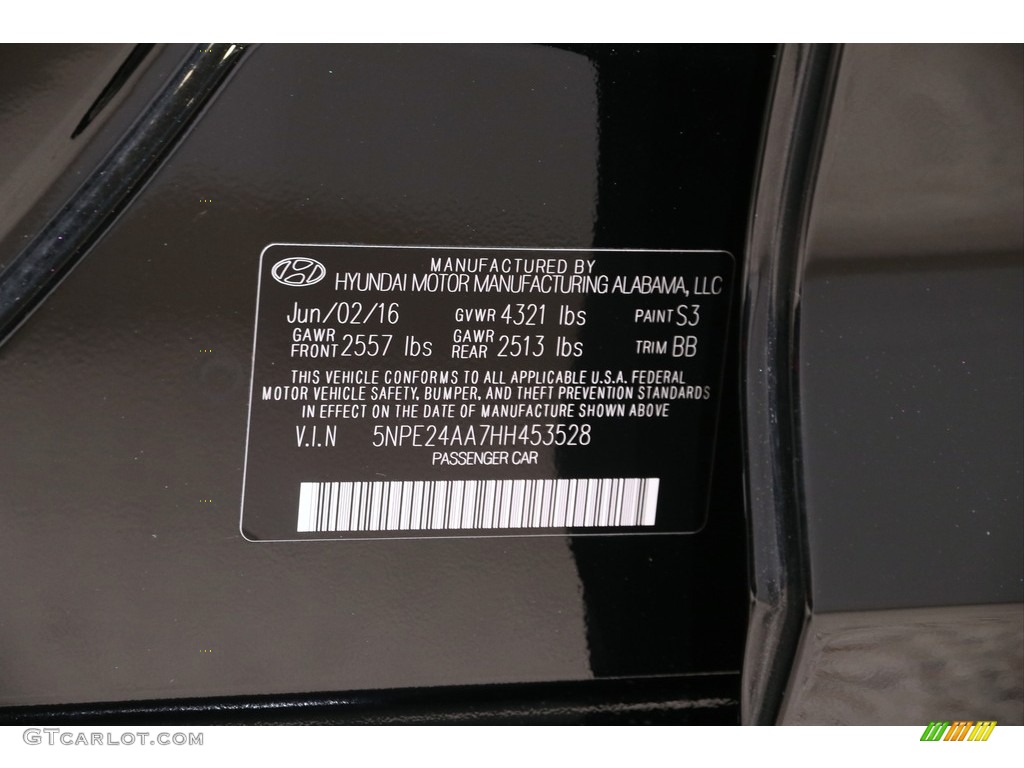 MANUFACTURED BY
HYUNDAI MOTOR MANUFACTURING ALABAMA, LLC
Jun/02/16 GVWR 4321 lbs PAINT S3
GAWR FRONT 2557 lbs GAWR REAR 2513 lbs TRIM BB
THIS VEHICLE CONFORMS TO ALL APPLICABLE U.S.A. FEDERAL
MOTOR VEHICLE SAFETY, BUMPER, AND THEFT PREVENTION STANDARDS
IN EFFECT ON THE DATE OF MANUFACTURE SHOWN ABOVE
V.I.N 5NPE24AA7HH453528
PASSENGER CAR
GTcarlot.com